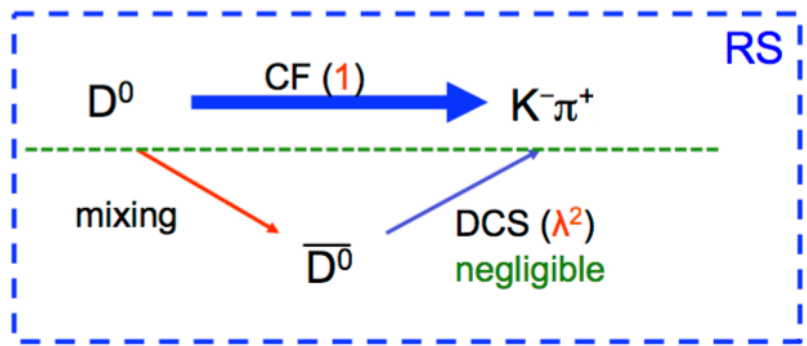 RS
CF (1)
D⁰ K⁻π⁺
mixing
DCS (λ²)
D̅⁰
negligible